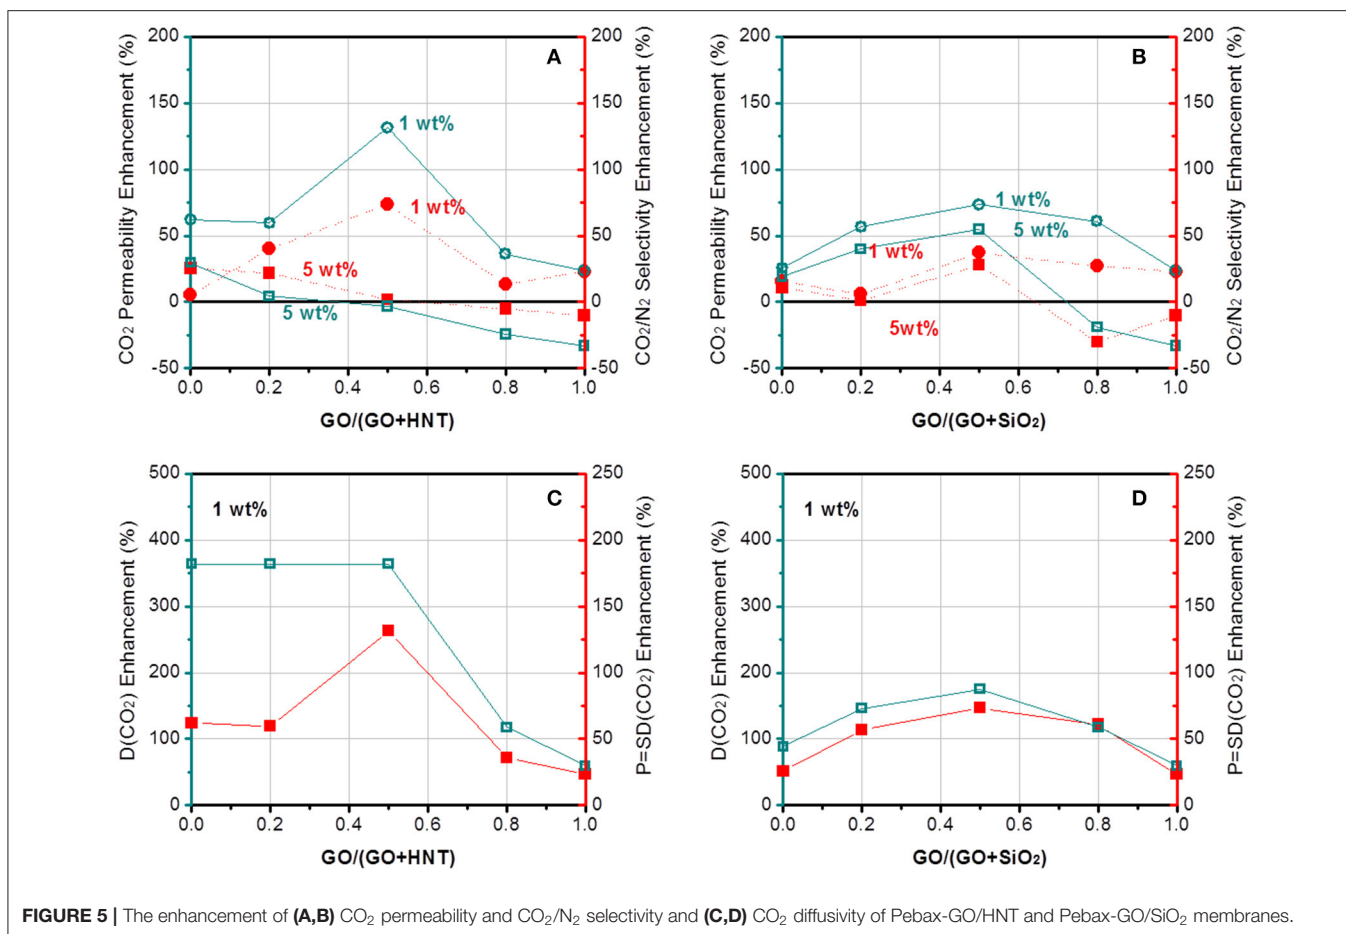 A
CO₂ Permeability Enhancement (%)
200
150
100
50
0
-50
1 wt%
1 wt%
5 wt%
5 wt%
0.0 0.2 0.4 0.6 0.8 1.0
GO/(GO+HNT)
200
150
100
50
0
-50
CO₂/N₂ Selectivity Enhancement (%)
B
CO₂ Permeability Enhancement (%)
200
150
100
50
0
-50
1 wt%
5 wt%
1 wt%
5wt%
0.0 0.2 0.4 0.6 0.8 1.0
GO/(GO+SiO₂)
200
150
100
50
0
-50
CO₂/N₂ Selectivity Enhancement (%)
C
D(CO₂) Enhancement (%)
500
400
300
200
100
0
1 wt%
0.0 0.2 0.4 0.6 0.8 1.0
GO/(GO+HNT)
250
200
150
100
50
0
P=SD(CO₂) Enhancement (%)
D
D(CO₂) Enhancement (%)
500
400
300
200
100
0
1 wt%
0.0 0.2 0.4 0.6 0.8 1.0
GO/(GO+SiO₂)
250
200
150
100
50
0
P=SD(CO₂) Enhancement (%)
FIGURE 5 | The enhancement of (A,B) CO₂ permeability and CO₂/N₂ selectivity and (C,D) CO₂ diffusivity of Pebax-GO/HNT and Pebax-GO/SiO₂ membranes.